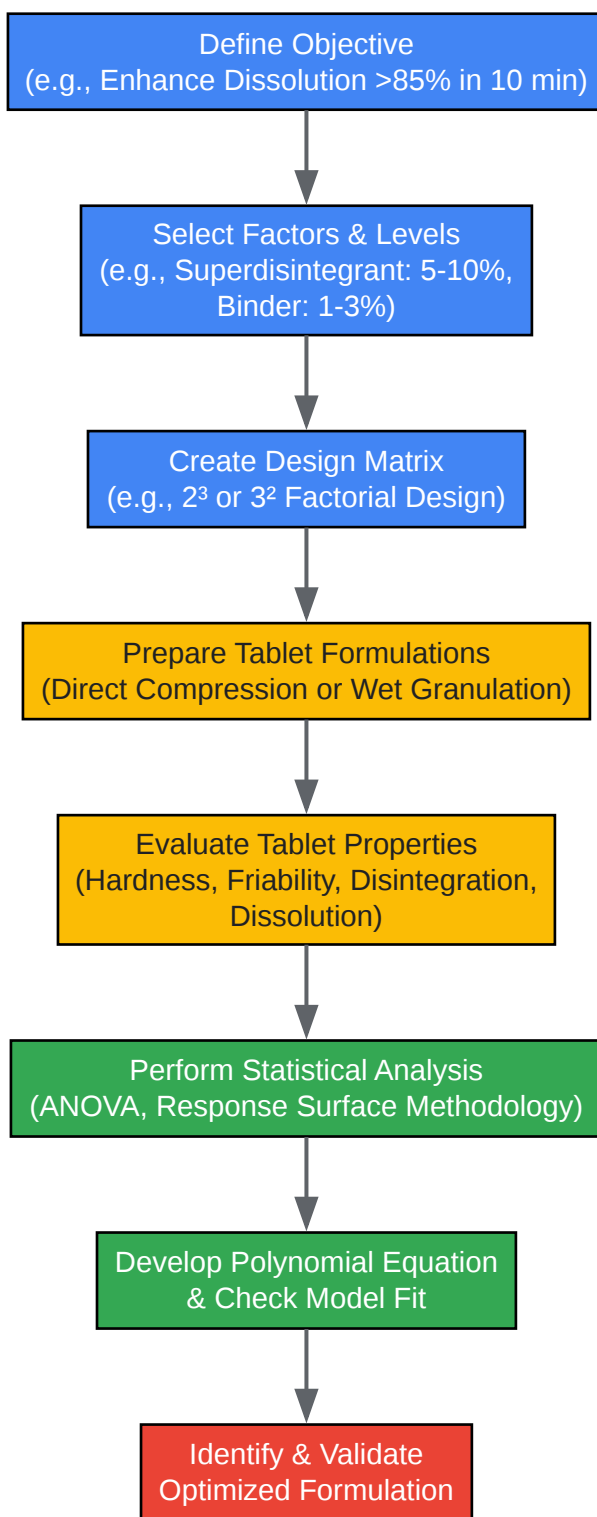 Define Objective
(e.g., Enhance Dissolution >85% in 10 min)
Select Factors & Levels
(e.g., Superdisintegrant: 5-10%,
Binder: 1-3%)
Create Design Matrix
(e.g., 2³ or 3² Factorial Design)
Prepare Tablet Formulations
(Direct Compression or Wet Granulation)
Evaluate Tablet Properties
(Hardness, Friability, Disintegration,
Dissolution)
Perform Statistical Analysis
(ANOVA, Response Surface Methodology)
Develop Polynomial Equation
& Check Model Fit
Identify & Validate
Optimized Formulation